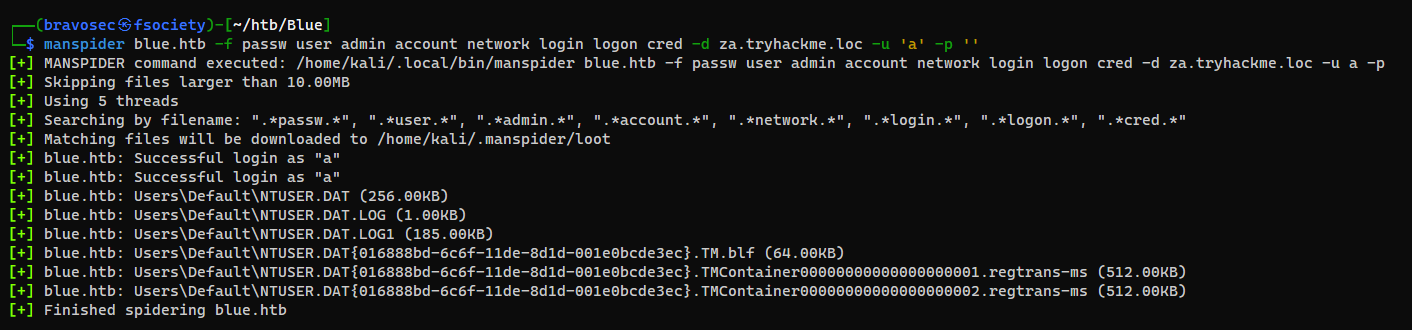 ┌──(bravosec㉿fsociety)-[~/htb/Blue]
└─$ manspider blue.htb -f passw user admin account network login logon cred -d za.tryhackme.loc -u 'a' -p ''
[+] MANSPIDER command executed: /home/kali/.local/bin/manspider blue.htb -f passw user admin account network login logon cred -d za.tryhackme.loc -u a -p
[+] Skipping files larger than 10.00MB
[+] Using 5 threads
[+] Searching by filename: ".*passw.*", ".*user.*", ".*admin.*", ".*account.*", ".*network.*", ".*login.*", ".*logon.*", ".*cred.*"
[+] Matching files will be downloaded to /home/kali/.manspider/loot
[+] blue.htb: Successful login as "a"
[+] blue.htb: Successful login as "a"
[+] blue.htb: Users\Default\NTUSER.DAT (256.00KB)
[+] blue.htb: Users\Default\NTUSER.DAT.LOG (1.00KB)
[+] blue.htb: Users\Default\NTUSER.DAT.LOG1 (185.00KB)
[+] blue.htb: Users\Default\NTUSER.DAT{016888bd-6c6f-11de-8d1d-001e0bcde3ec}.TM.blf (64.00KB)
[+] blue.htb: Users\Default\NTUSER.DAT{016888bd-6c6f-11de-8d1d-001e0bcde3ec}.TMContainer00000000000000000001.regtrans-ms (512.00KB)
[+] blue.htb: Users\Default\NTUSER.DAT{016888bd-6c6f-11de-8d1d-001e0bcde3ec}.TMContainer00000000000000000002.regtrans-ms (512.00KB)
[+] Finished spidering blue.htb